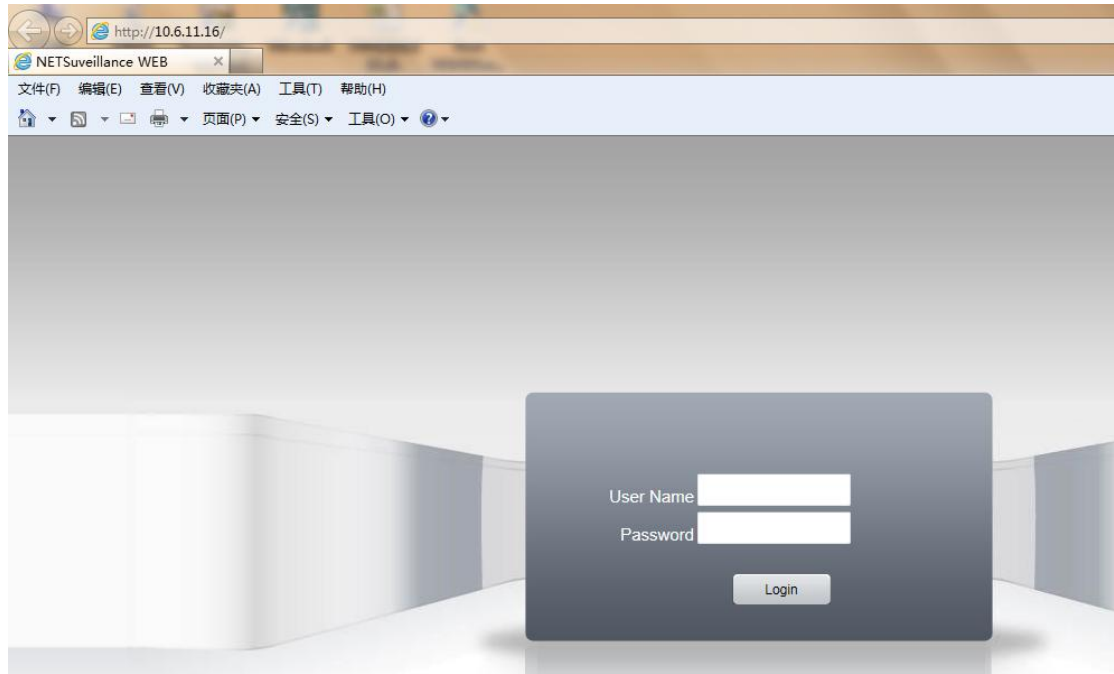 http://10.6.11.16/
NETSuveillance WEB
文件(F) 编辑(E) 查看(V) 收藏夹(A) 工具(T) 帮助(H)
页面(P) 安全(S) 工具(O)
User Name
Password
Login